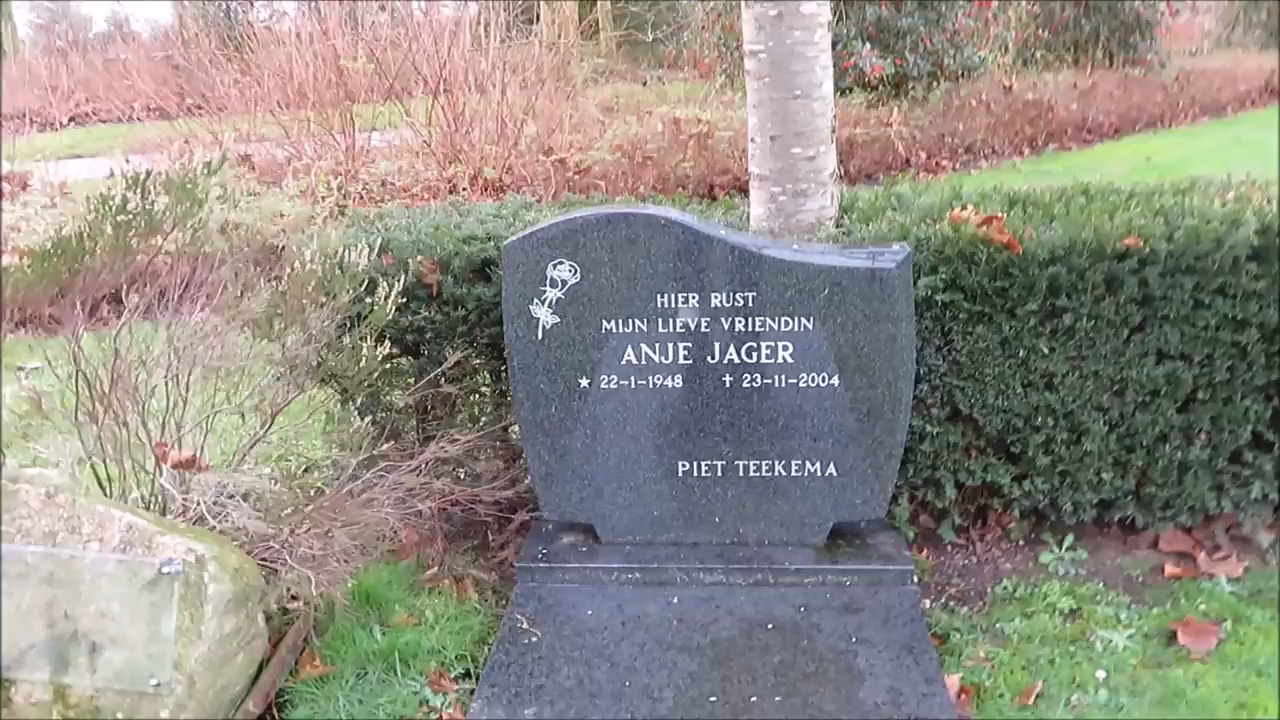 HIER RUST
MIJN LIEVE VRIENDIN
ANJE JAGER
★ 22-1-1948 † 23-11-2004
PIET TEEKEMA